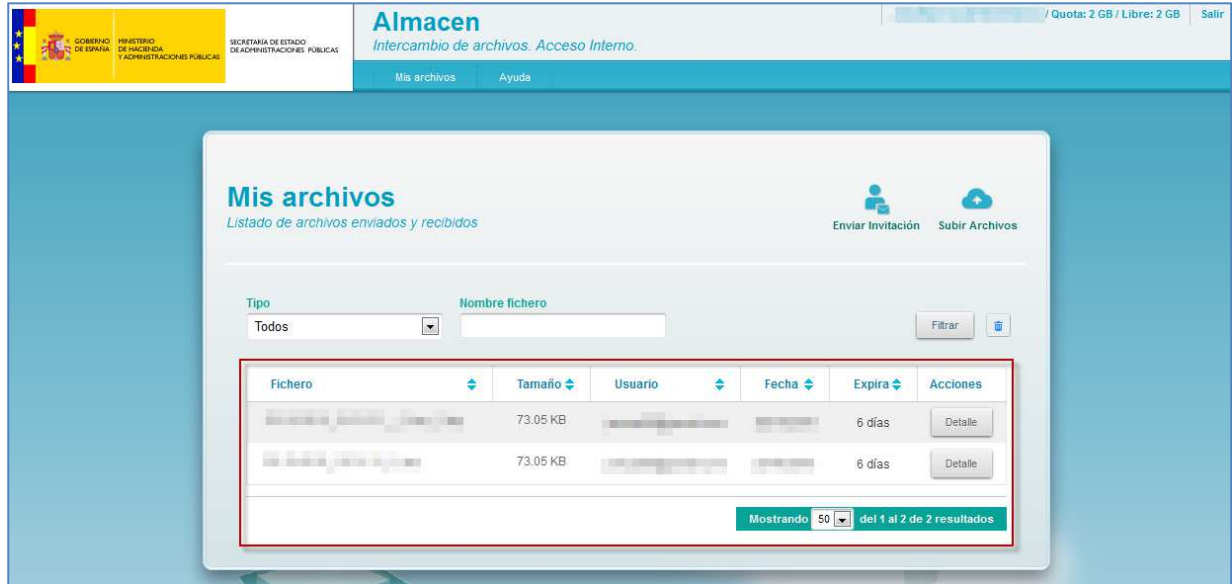 GOBIERNO DE ESPAÑA
MINISTERIO DE HACIENDA Y ADMINISTRACIONES PÚBLICAS
SECRETARÍA DE ESTADO DE ADMINISTRACIONES PÚBLICAS
Almacen
/ Quota: 2 GB / Libre: 2 GB Salir
Intercambio de archivos. Acceso Interno.
Mis archivos Ayuda
Mis archivos
Listado de archivos enviados y recibidos
Enviar Invitación Subir Archivos
Tipo Nombre fichero
Todos Filtrar
Fichero Tamaño Usuario Fecha Expira Acciones
73.05 KB 6 días Detalle
73.05 KB 6 días Detalle
Mostrando 50 del 1 al 2 de 2 resultados